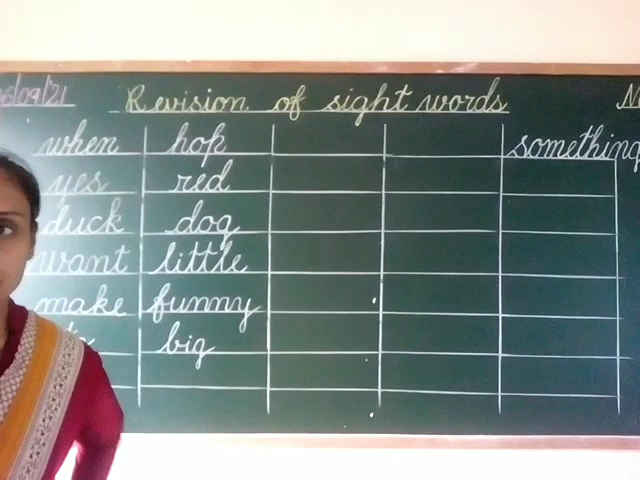 Revision of sight words
when hop something
yes red
duck dog
want little
make funny
big